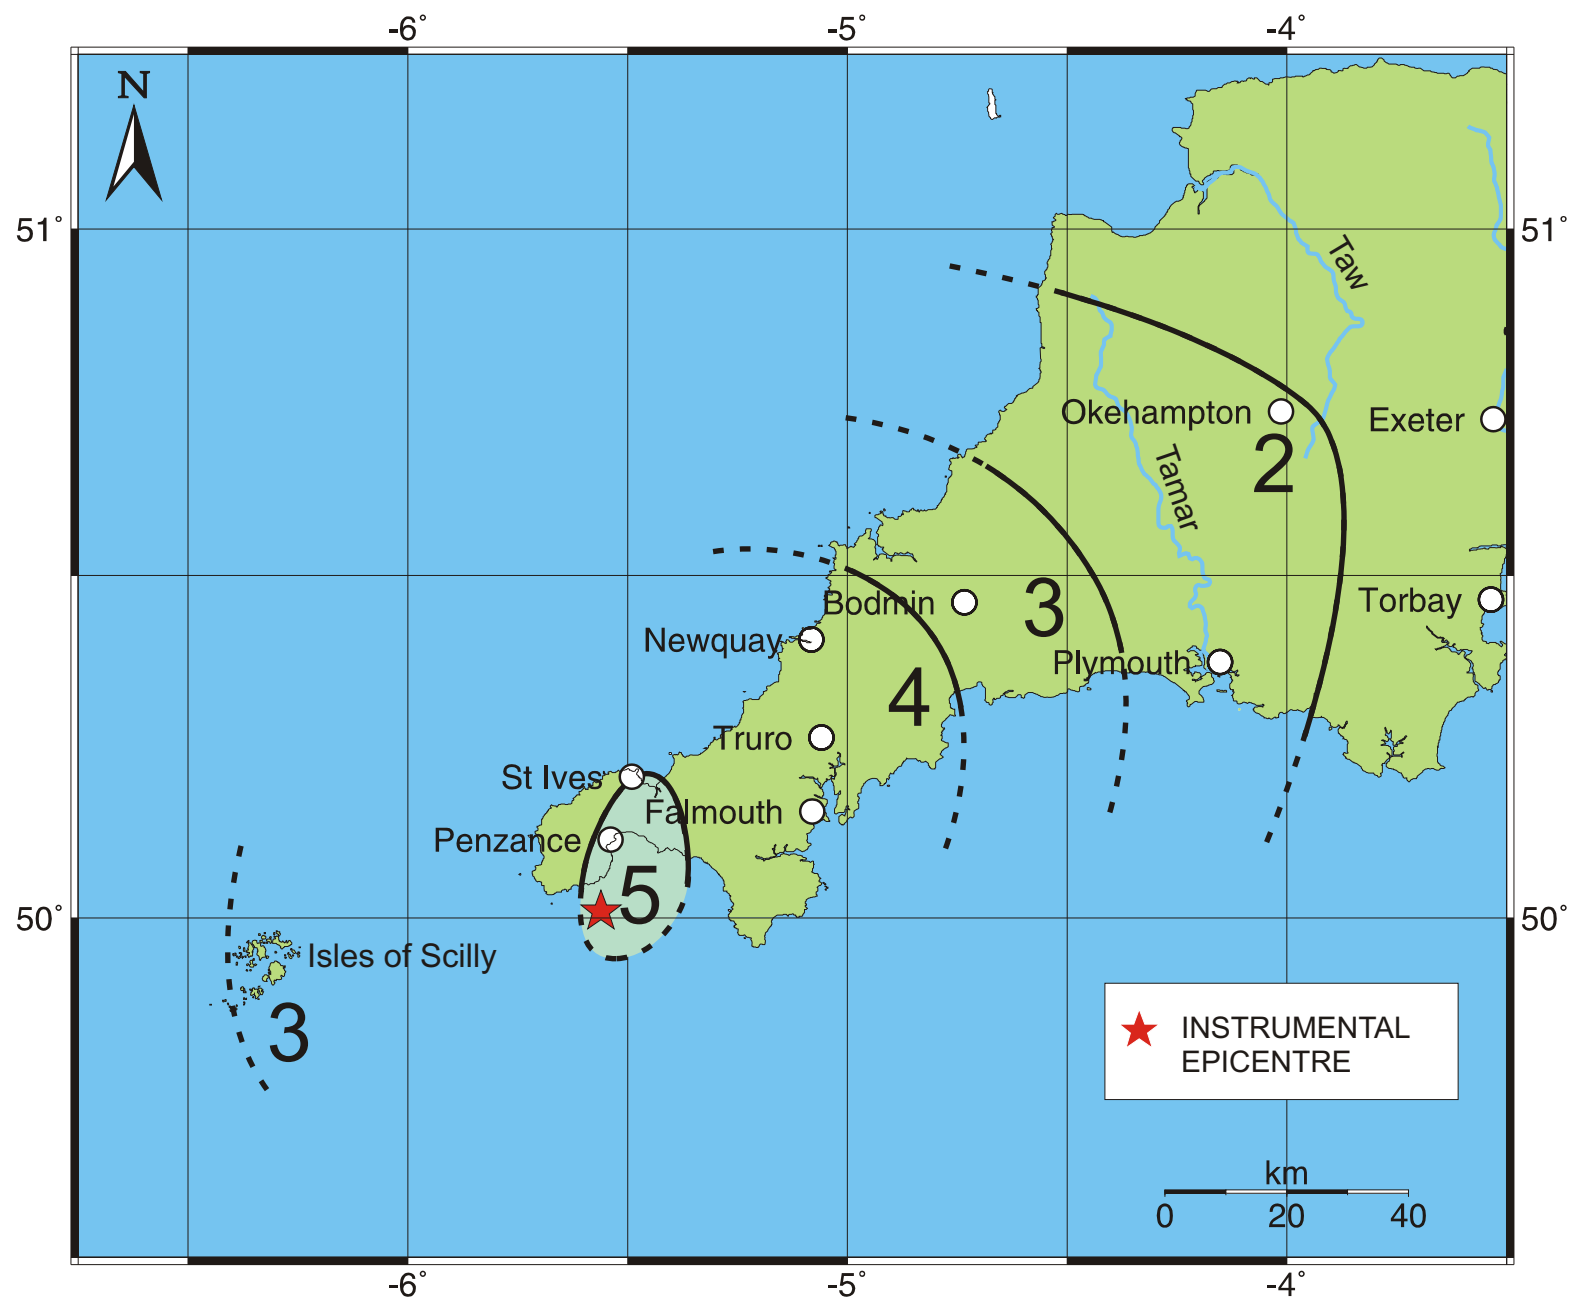 -6° -5° -4°
N
51° 51°
Taw
Okehampton
Exeter
2
Tamar
Bodmin
3
Torbay
Newquay
Plymouth
4
Truro
St Ives
Falmouth
Penzance
5
50° 50°
Isles of Scilly
3
INSTRUMENTAL
EPICENTRE
km
0 20 40
-6° -5° -4°